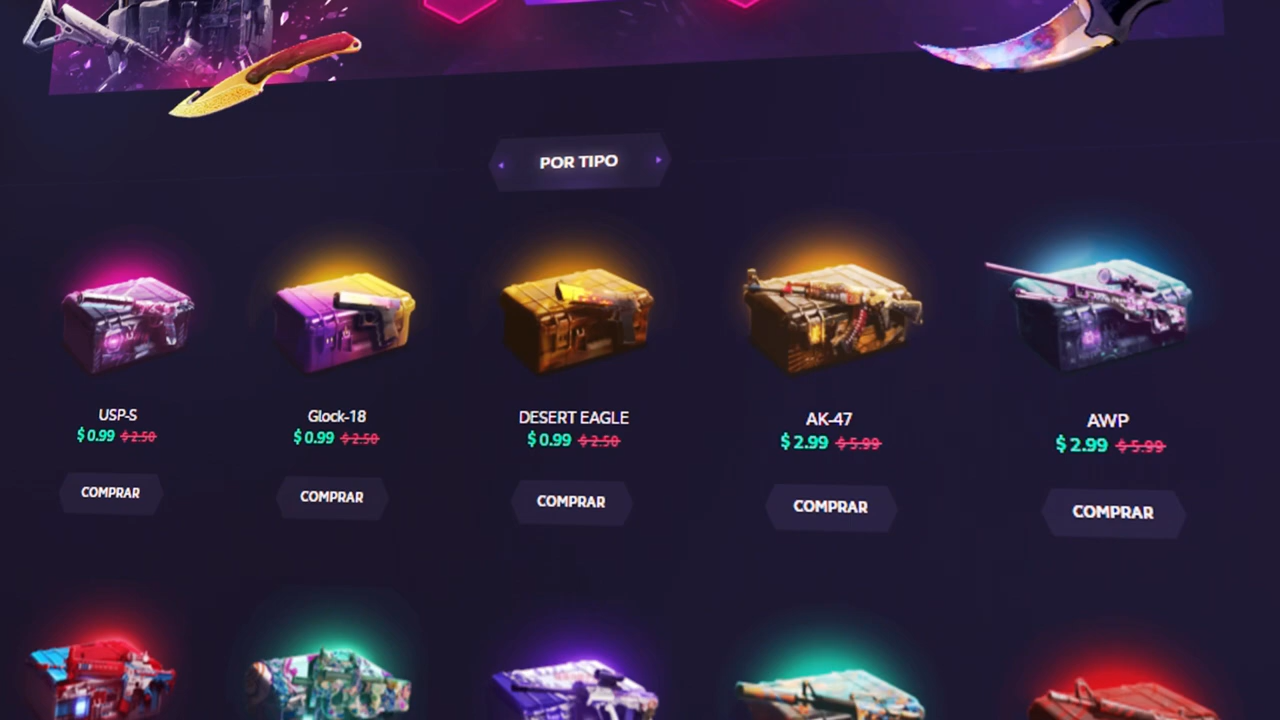 POR TIPO
USP-S
$ 0.99 $ 2.50
COMPRAR
Glock-18
$ 0.99 $ 2.50
COMPRAR
DESERT EAGLE
$ 0.99 $ 2.50
COMPRAR
AK-47
$ 2.99 $ 5.99
COMPRAR
AWP
$ 2.99 $ 5.99
COMPRAR